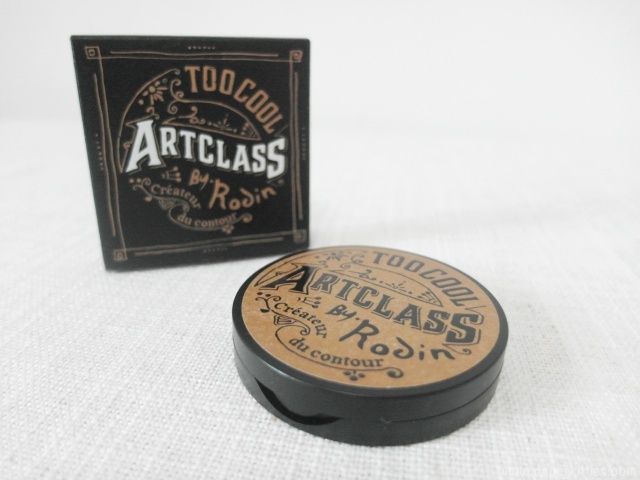 TOOCOOL
ARTCLASS
By. Rodin
Créateur
du contour
TOOCOOL
ARTCLASS
By. Rodin
Créateur
du contour